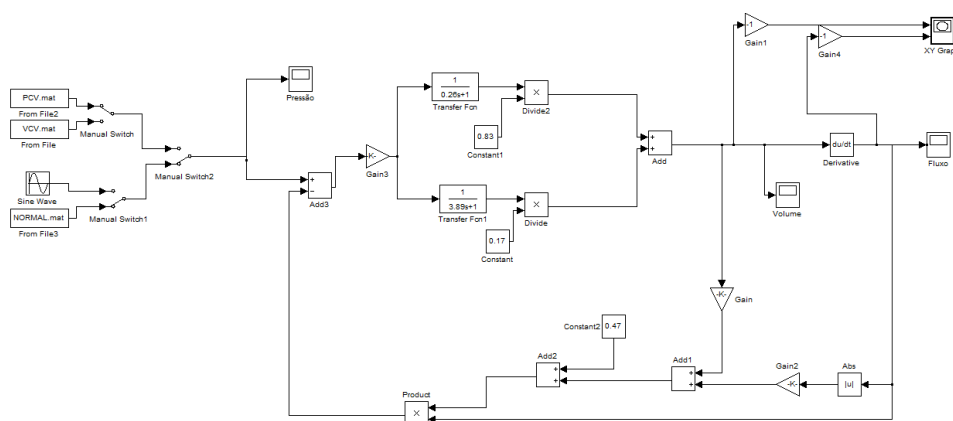 -1
Gain1
-1
Gain4
XY Grap
PCV.mat
From File2
VCV.mat
From File
Manual Switch
Manual Switch2
Sine Wave
NORMAL.mat
From File3
Manual Switch1
Pressão
+
−
Add3
-K-
Gain3
1
0.26s+1
Transfer Fcn
×
Divide2
0.83
Constant1
1
3.89s+1
Transfer Fcn1
×
Divide
0.17
Constant
+
+
Add
du/dt
Derivative
Fluxo
Volume
-K-
Gain
Constant2
0.47
Add2
+
+
Add1
+
+
Gain2
-K-
Abs
|u|
Product
×